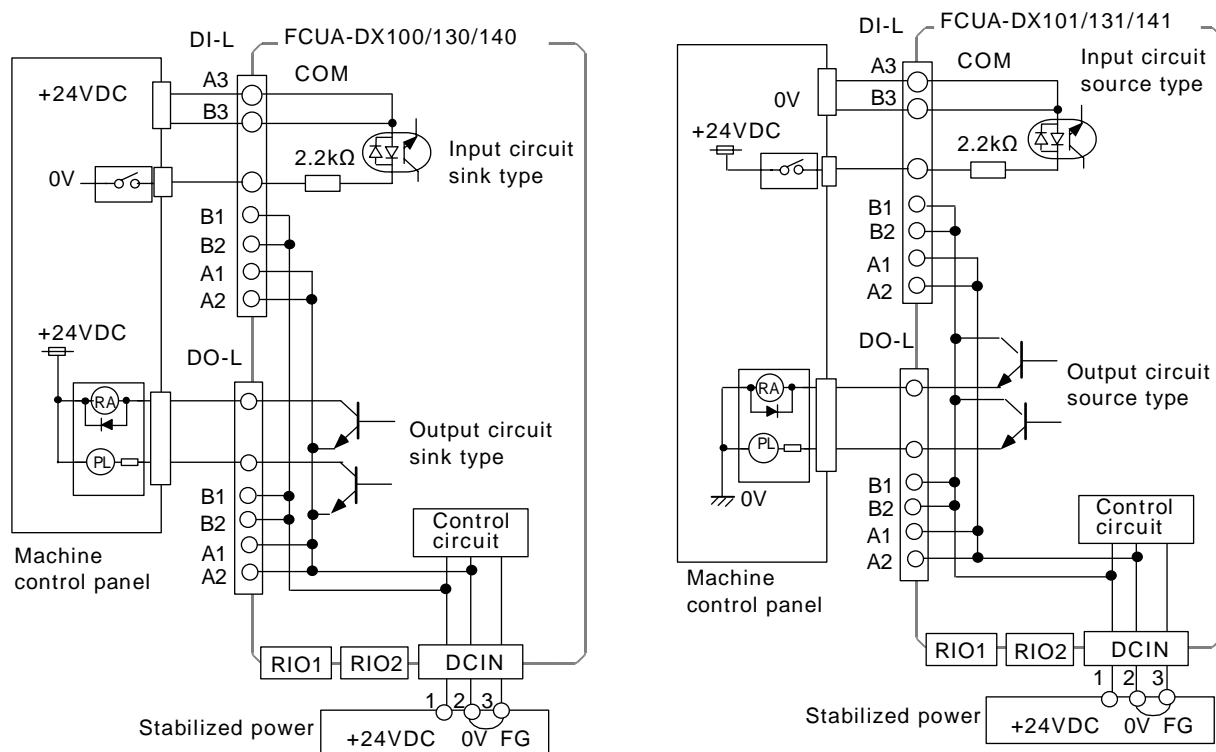 DI-L
FCUA-DX100/130/140
A3
COM
+24VDC
B3
2.2kΩ
Input circuit
sink type
0V
B1
B2
A1
A2
+24VDC
DO-L
RA
Output circuit
sink type
PL
B1
B2
A1
A2
Control
circuit
Machine
control panel
RIO1
RIO2
DCIN
1
2
3
Stabilized power
+24VDC
0V
FG
DI-L
FCUA-DX101/131/141
A3
COM
Input circuit
source type
0V
B3
+24VDC
2.2kΩ
B1
B2
A1
A2
DO-L
RA
Output circuit
source type
PL
0V
B1
B2
A1
A2
Control
circuit
Machine
control panel
RIO1
RIO2
DCIN
1
2
3
Stabilized power
+24VDC
0V
FG